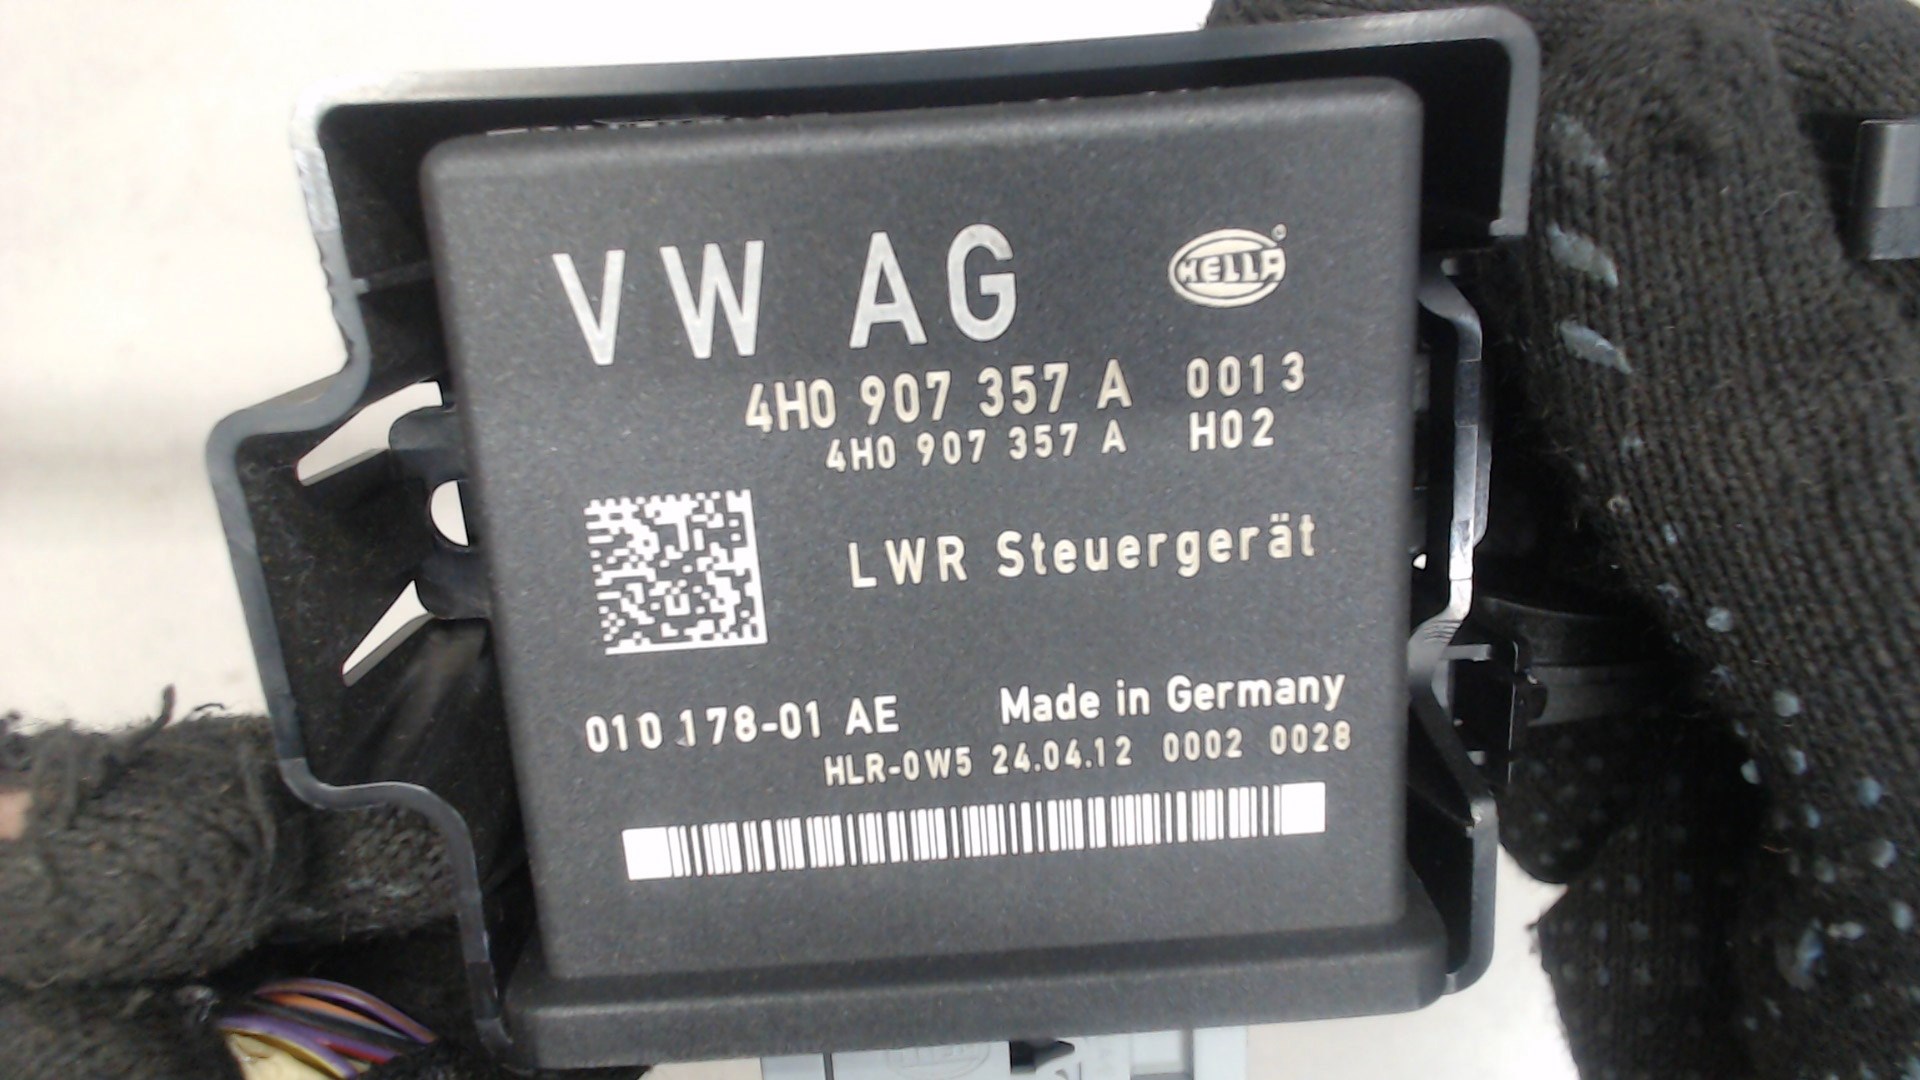 VW AG
HELLA
4H0 907 357 A 0013
4H0 907 357 A H02
LWR Steuergerät
010 178-01 AE
Made in Germany
HLR-0W5 24.04.12 0002 0028